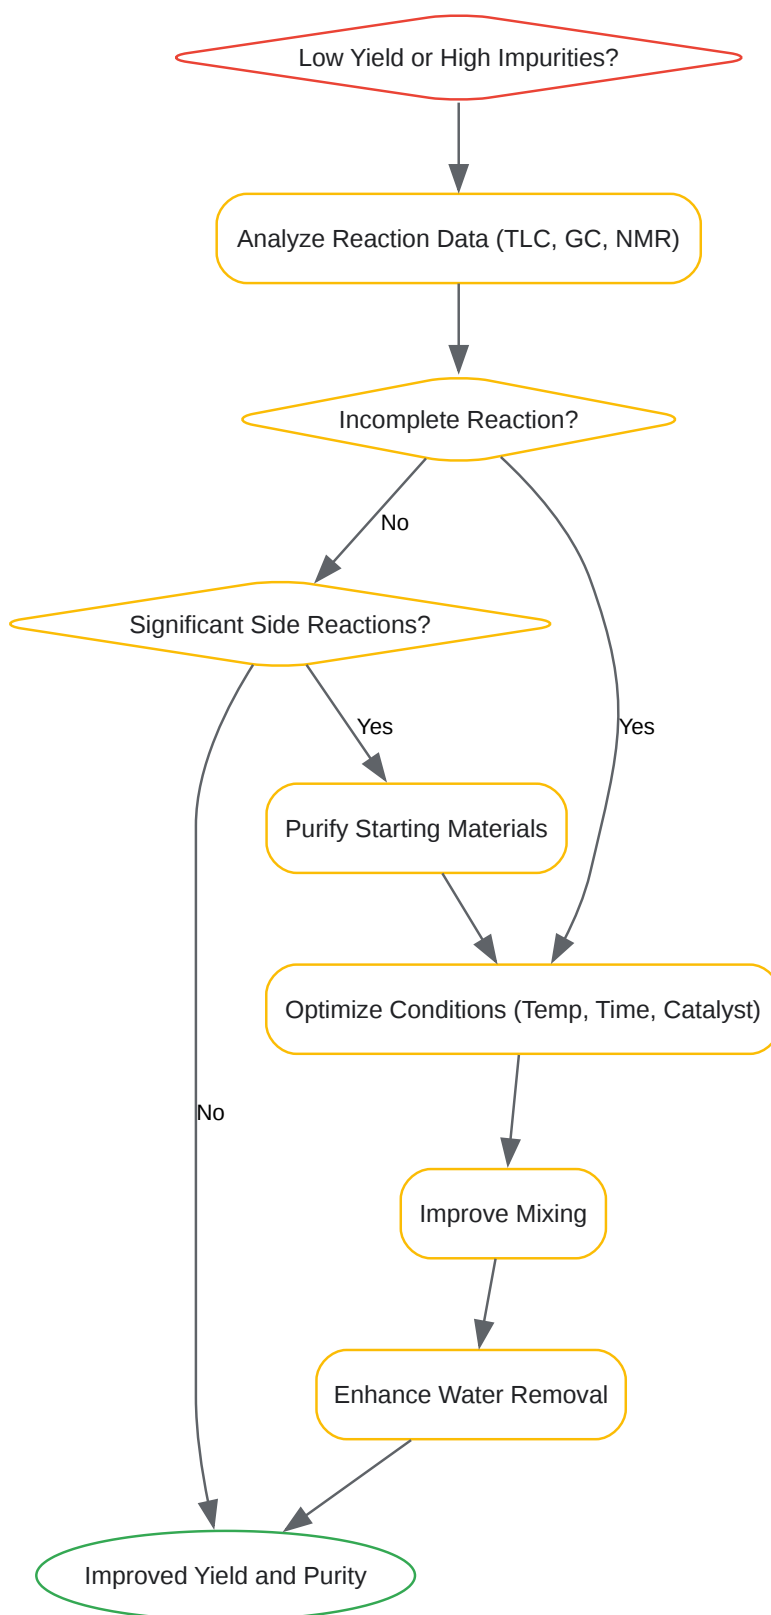 Low Yield or High Impurities?
Analyze Reaction Data (TLC, GC, NMR)
Incomplete Reaction?
No
Significant Side Reactions?
Yes
Yes
Purify Starting Materials
Optimize Conditions (Temp, Time, Catalyst)
No
Improve Mixing
Enhance Water Removal
Improved Yield and Purity